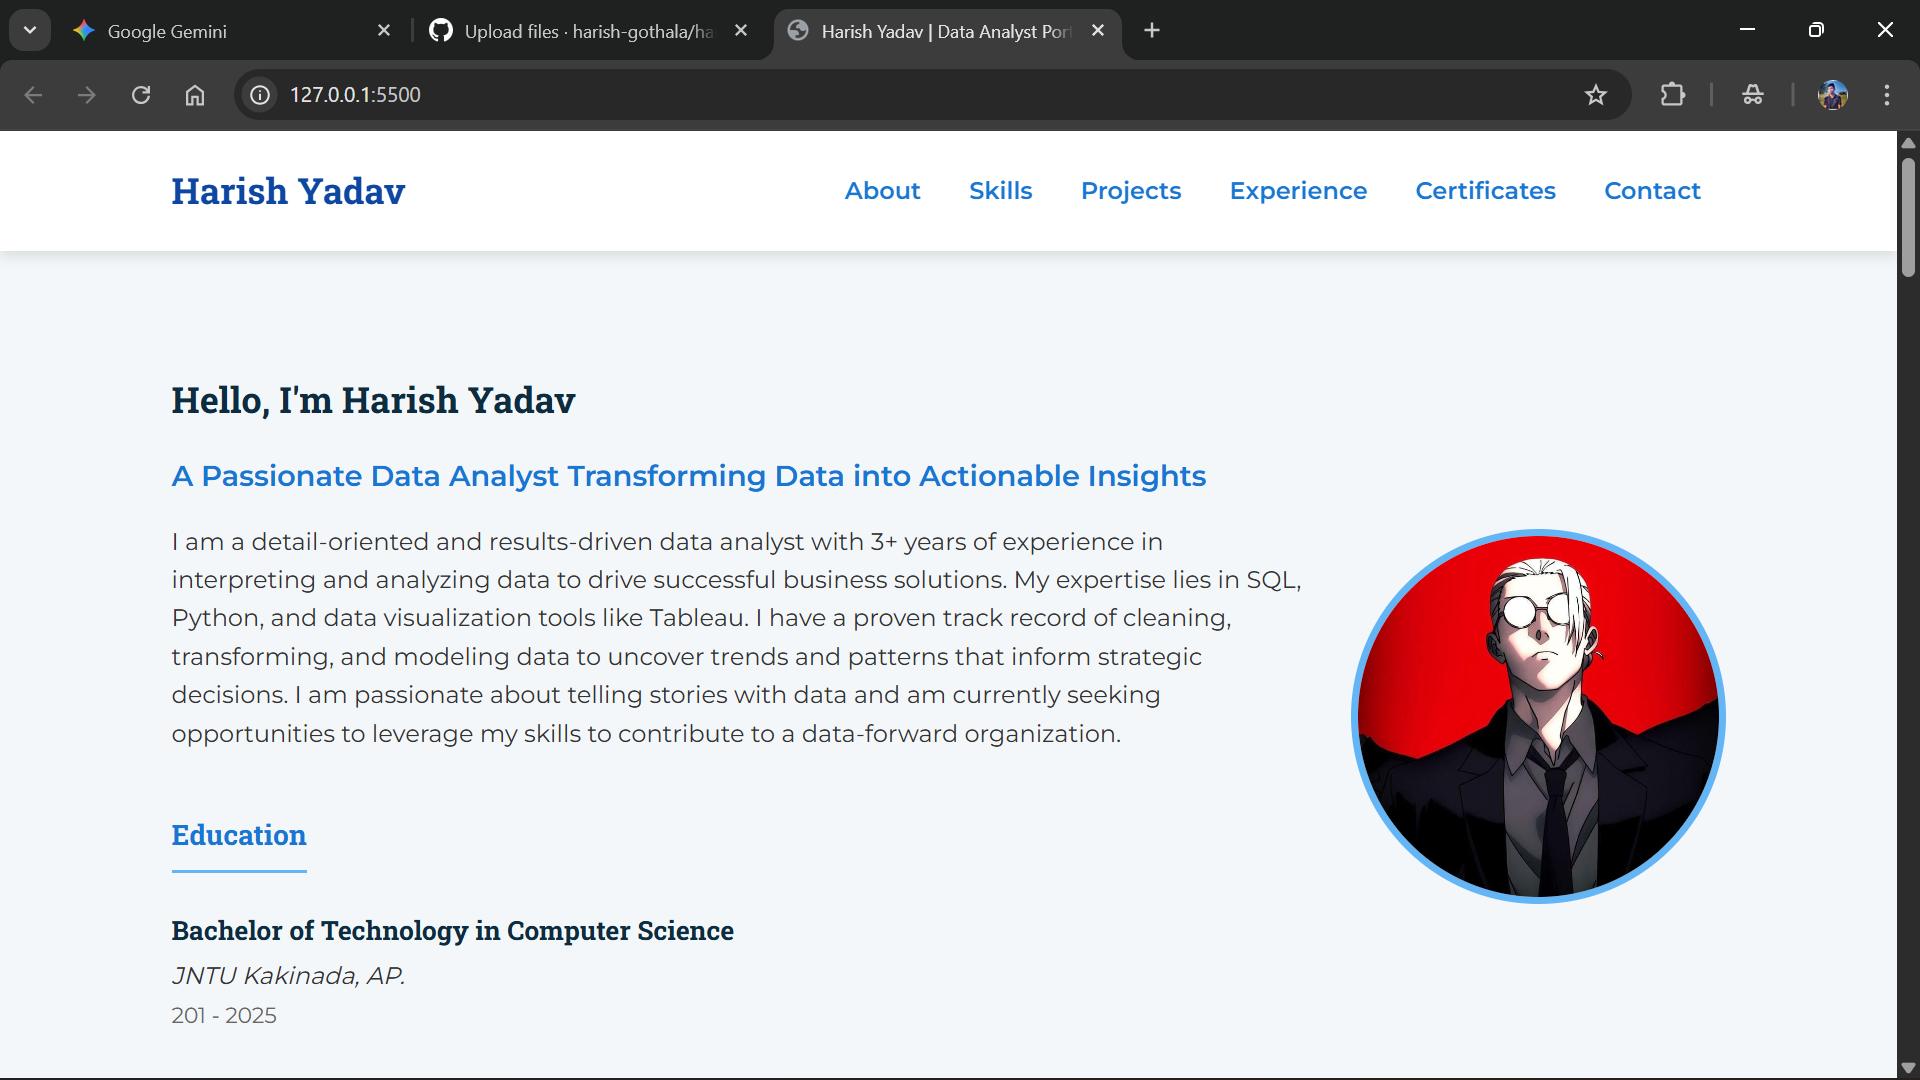 Google Gemini
Upload files · harish-gothala/ha
Harish Yadav | Data Analyst Por
127.0.0.1:5500
Harish Yadav
About
Skills
Projects
Experience
Certificates
Contact
Hello, I'm Harish Yadav
A Passionate Data Analyst Transforming Data into Actionable Insights
I am a detail-oriented and results-driven data analyst with 3+ years of experience in
interpreting and analyzing data to drive successful business solutions. My expertise lies in SQL,
Python, and data visualization tools like Tableau. I have a proven track record of cleaning,
transforming, and modeling data to uncover trends and patterns that inform strategic
decisions. I am passionate about telling stories with data and am currently seeking
opportunities to leverage my skills to contribute to a data-forward organization.
Education
Bachelor of Technology in Computer Science
JNTU Kakinada, AP.
201 - 2025